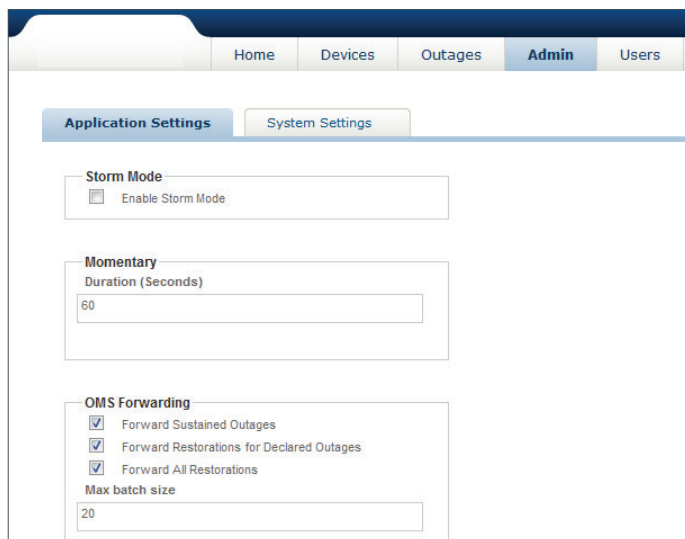 Home Devices Outages Admin Users
Application Settings System Settings
Storm Mode
Enable Storm Mode
Momentary
Duration (Seconds)
60
OMS Forwarding
Forward Sustained Outages
Forward Restorations for Declared Outages
Forward All Restorations
Max batch size
20